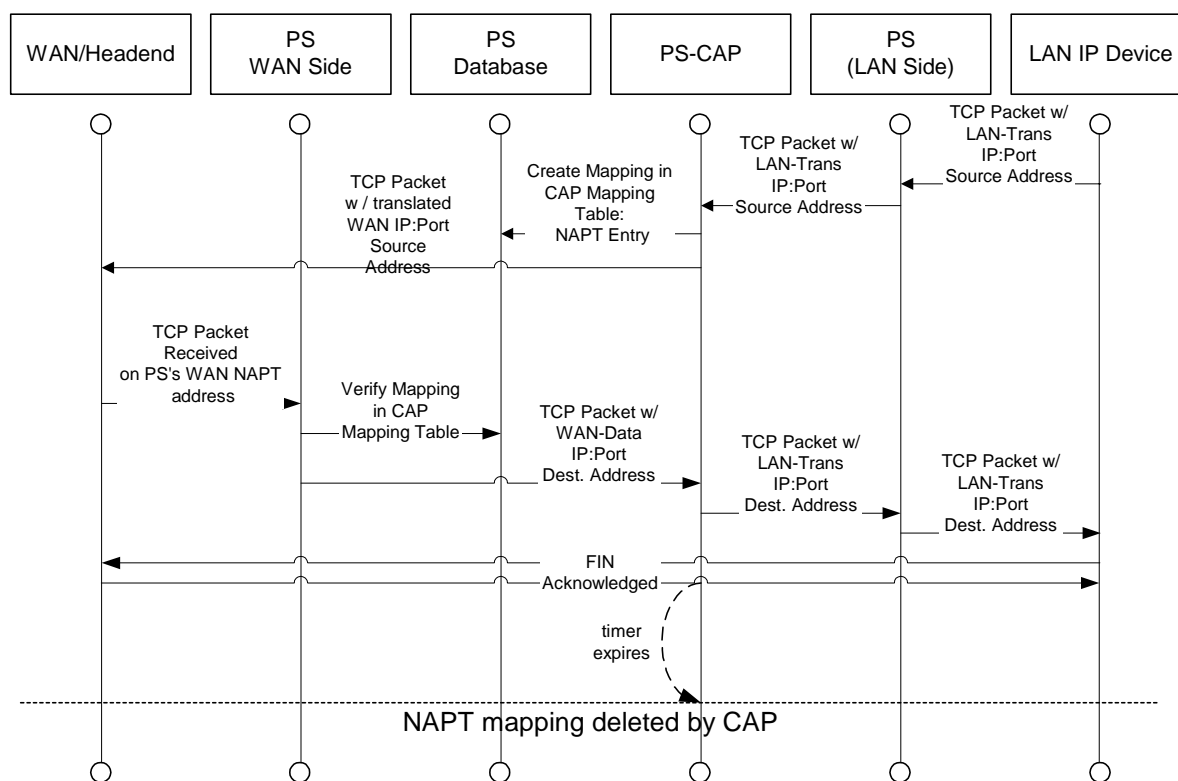 WAN/Headend
PS
WAN Side
PS
Database
PS-CAP
PS
(LAN Side)
LAN IP Device
TCP Packet w/
LAN-Trans
IP:Port
Source Address
TCP Packet w/
LAN-Trans
IP:Port
Source Address
Create Mapping in
CAP Mapping
Table:
NAPT Entry
TCP Packet
w / translated
WAN IP:Port
Source
Address
TCP Packet
Received
on PS's WAN NAPT
address
Verify Mapping
in CAP
Mapping Table
TCP Packet w/
WAN-Data
IP:Port
Dest. Address
TCP Packet w/
LAN-Trans
IP:Port
Dest. Address
TCP Packet w/
LAN-Trans
IP:Port
Dest. Address
FIN
Acknowledged
timer
expires
NAPT mapping deleted by CAP